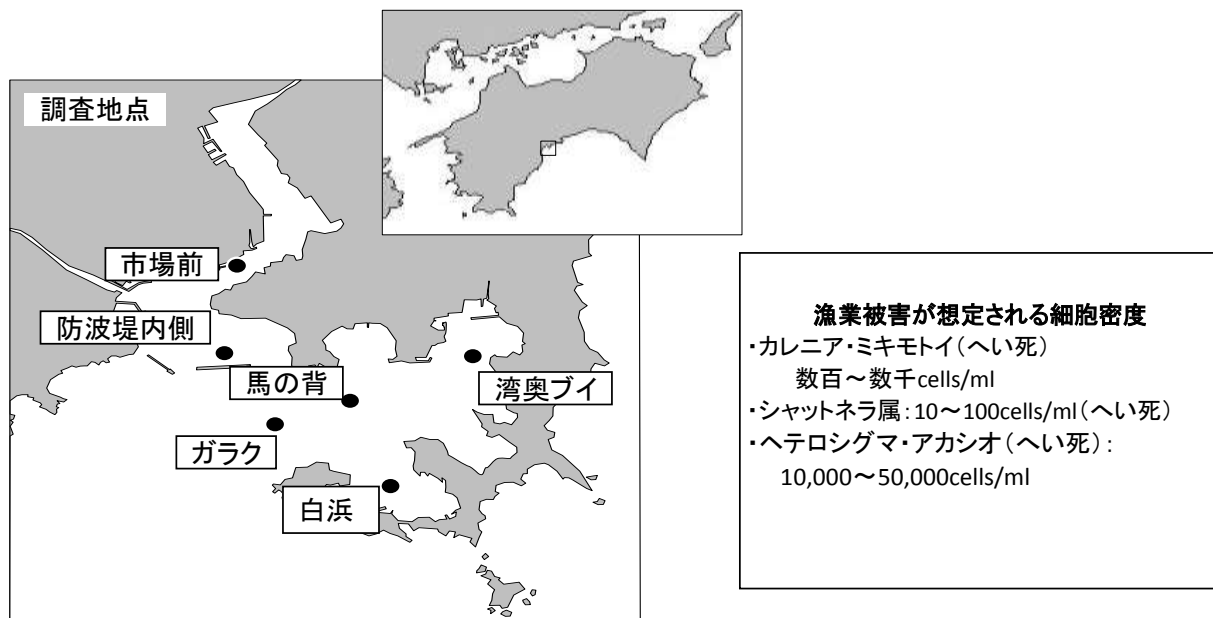 調査地点
市場前
防波堤内側
馬の背
湾奥ブイ
ガラク
白浜
漁業被害が想定される細胞密度
・カレニア・ミキモトイ（へい死）
数百～数千cells/ml
・シャットネラ属：10～100cells/ml（へい死）
・ヘテロシグマ・アカシオ（へい死）：
10,000～50,000cells/ml